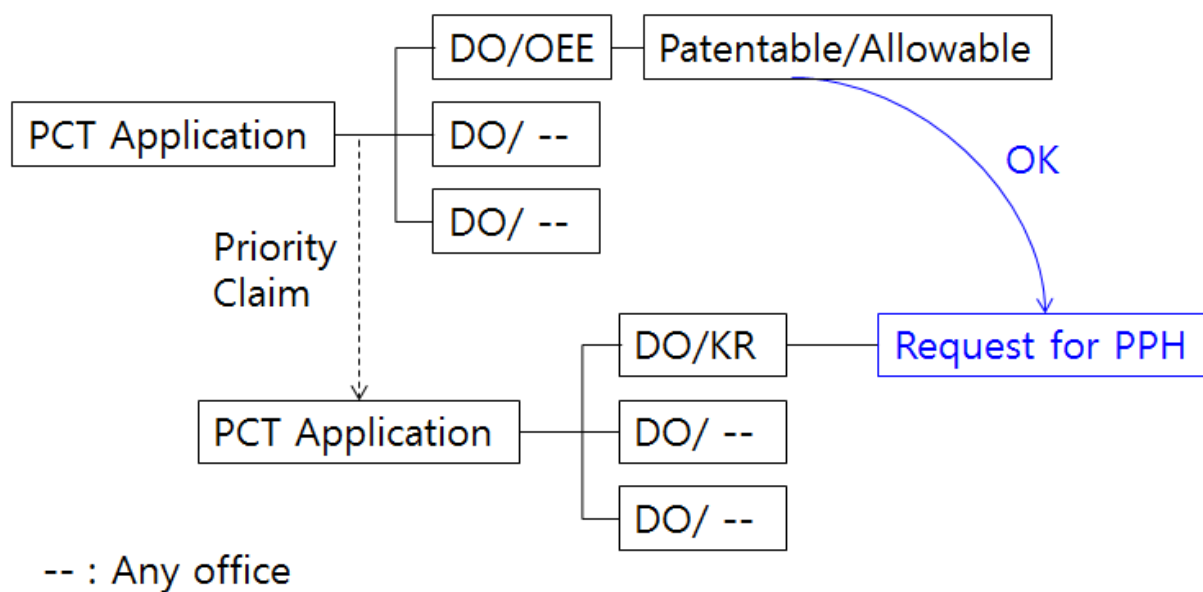 DO/OEE
Patentable/Allowable
PCT Application
DO/ --
OK
DO/ --
Priority
Claim
DO/KR
Request for PPH
PCT Application
DO/ --
DO/ --
-- : Any office